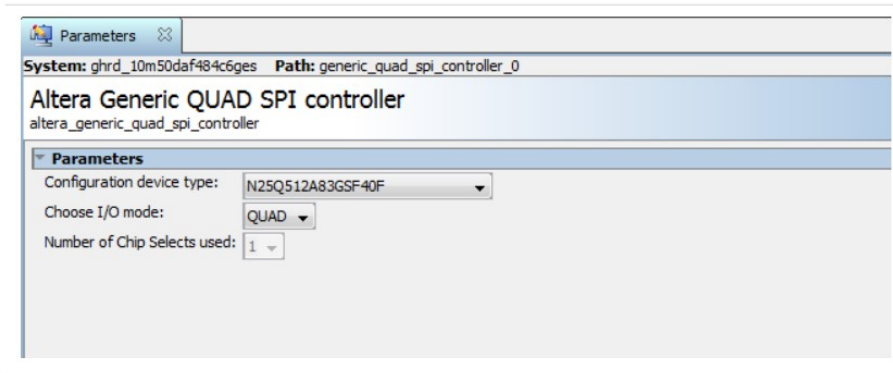 Parameters
System: ghrd_10m50daf484c6ges Path: generic_quad_spi_controller_0
Altera Generic QUAD SPI controller
altera_generic_quad_spi_controller
Parameters
Configuration device type: N25Q512A83GSF40F
Choose I/O mode: QUAD
Number of Chip Selects used: 1